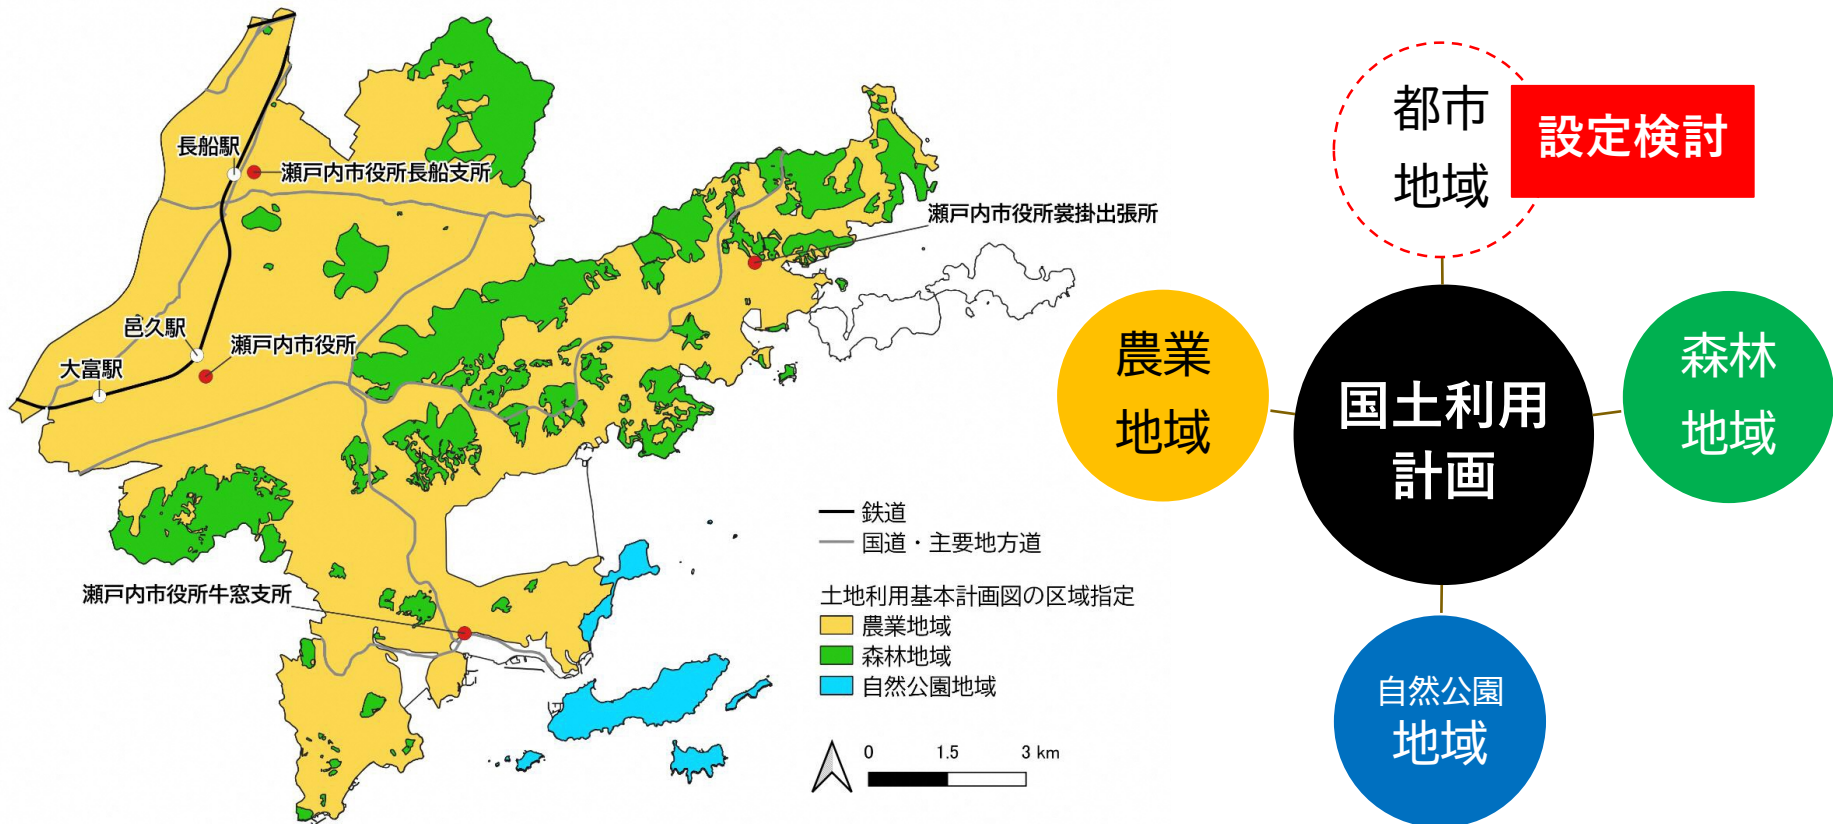 長船駅
瀬戸内市役所長船支所
瀬戸内市役所裳掛出張所
邑久駅
瀬戸内市役所
大富駅
瀬戸内市役所牛窓支所
鉄道
国道・主要地方道
土地利用基本計画図の区域指定
農業地域
森林地域
自然公園地域
0 1.5 3 km
都市
地域
設定検討
農業
地域
国土利用
計画
森林
地域
自然公園
地域